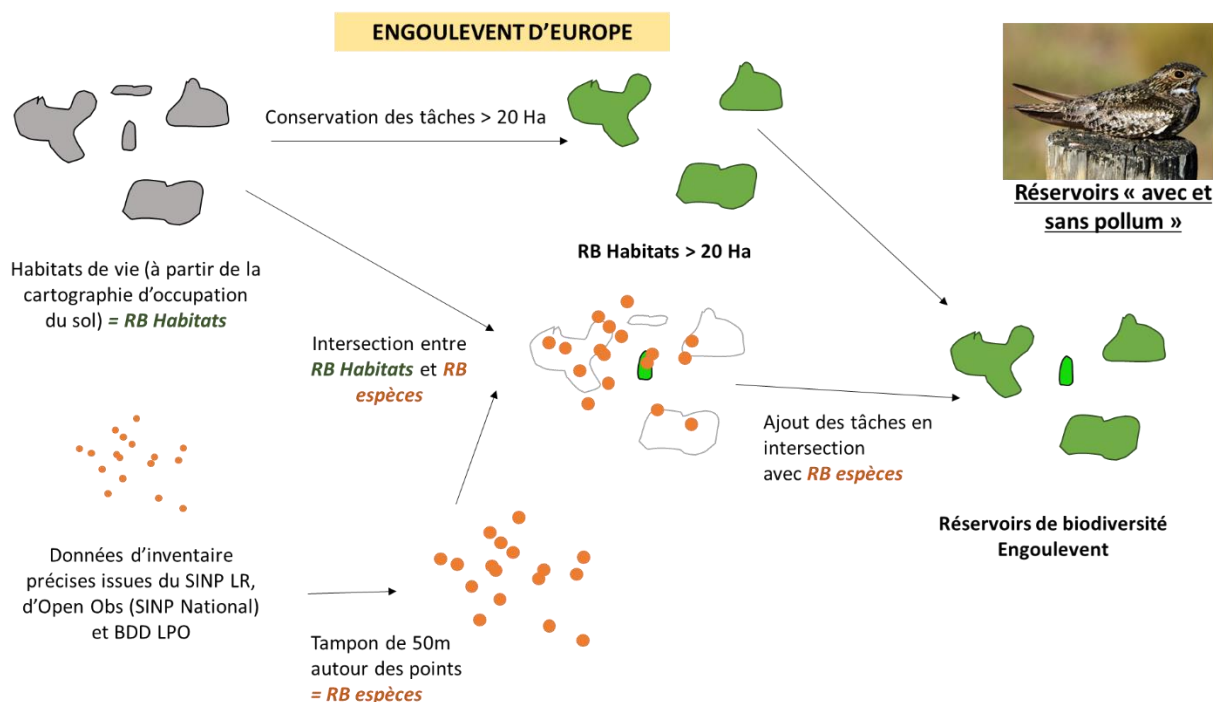 ENGOULEVENT D'EUROPE
Conservation des tâches > 20 Ha
Réservoirs « avec et
sans pollum »
RB Habitats > 20 Ha
Habitats de vie (à partir de la
cartographie d'occupation
du sol) = RB Habitats
Intersection entre
RB Habitats et RB
espèces
Ajout des tâches en
intersection
avec RB espèces
Réservoirs de biodiversité
Engoulevent
Données d'inventaire
précises issues du SINP LR,
d'Open Obs (SINP National)
et BDD LPO
Tampon de 50m
autour des points
= RB espèces